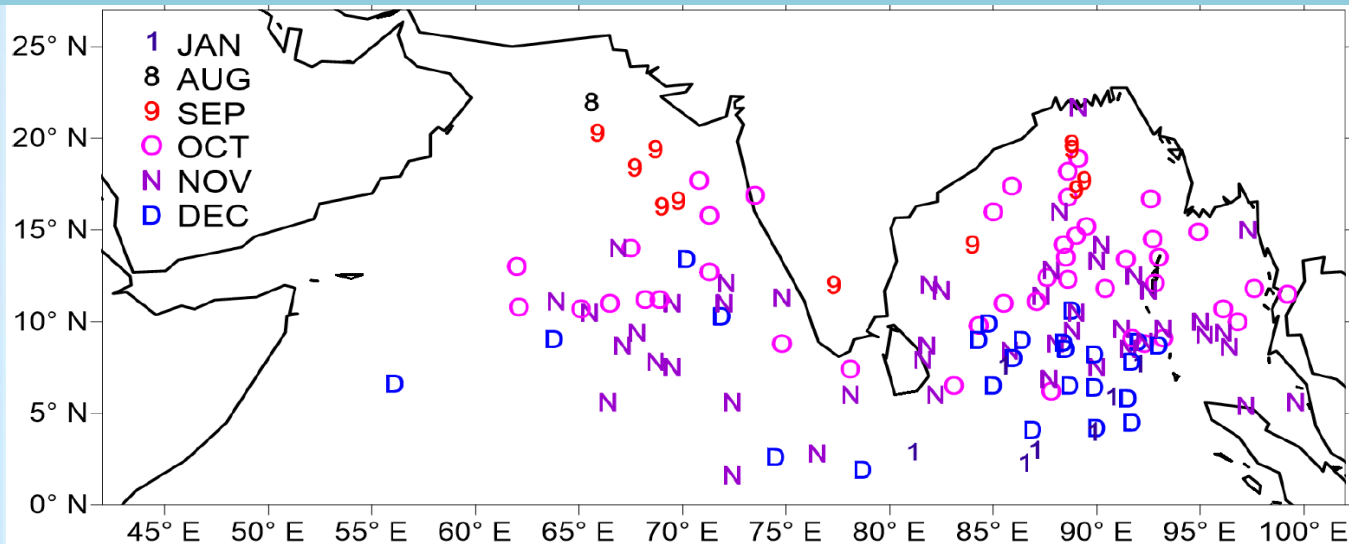 25° N
1 JAN
8 AUG
9 SEP
20° N
O OCT
N NOV
D DEC
15° N
10° N
5° N
0° N
45° E 50° E 55° E 60° E 65° E 70° E 75° E 80° E 85° E 90° E 95° E 100° E